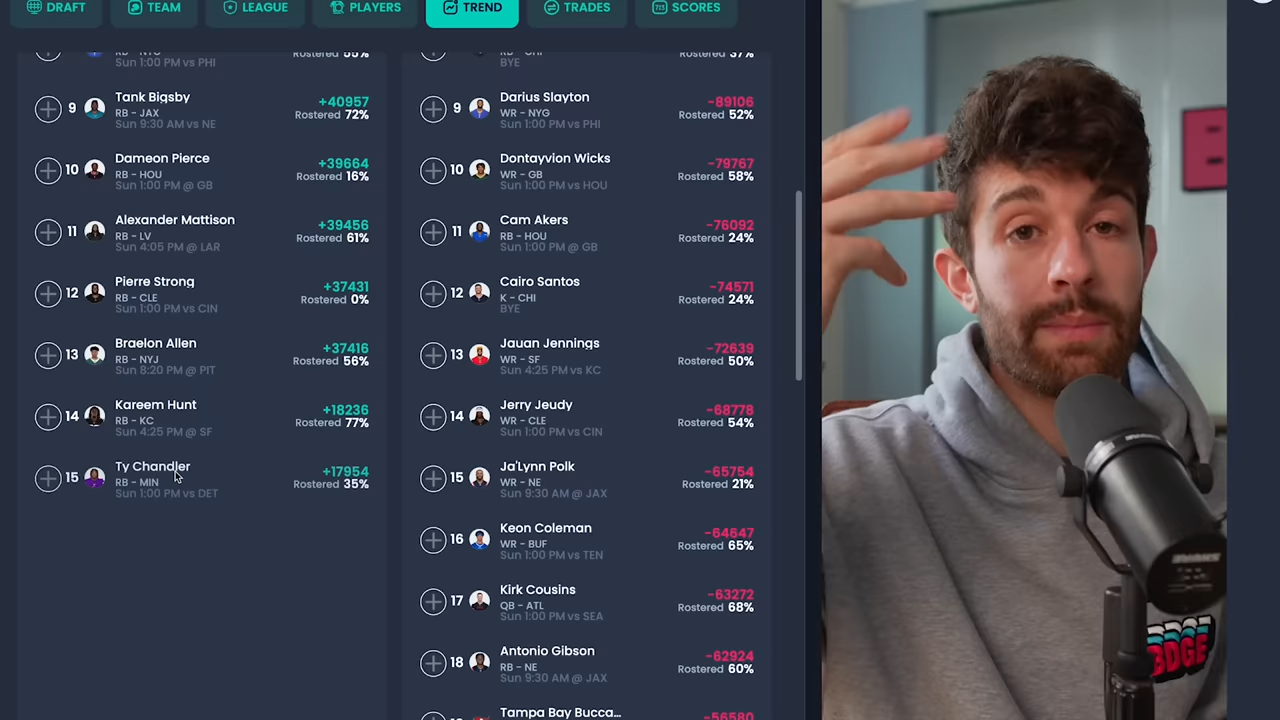 DRAFT
TEAM
LEAGUE
PLAYERS
TREND
TRADES
SCORES
RB - NYG
Rostered 55%
Sun 1:00 PM vs PHI
9
Tank Bigsby
RB - JAX
Sun 9:30 AM vs NE
+40957
Rostered 72%
10
Dameon Pierce
RB - HOU
Sun 1:00 PM @ GB
+39664
Rostered 16%
11
Alexander Mattison
RB - LV
Sun 4:05 PM @ LAR
+39456
Rostered 61%
12
Pierre Strong
RB - CLE
Sun 1:00 PM vs CIN
+37431
Rostered 0%
13
Braelon Allen
RB - NYJ
Sun 8:20 PM @ PIT
+37416
Rostered 56%
14
Kareem Hunt
RB - KC
Sun 4:25 PM @ SF
+18236
Rostered 77%
15
Ty Chandler
RB - MIN
Sun 1:00 PM vs DET
+17954
Rostered 35%
RB - CHI
Rostered 37%
BYE
9
Darius Slayton
WR - NYG
Sun 1:00 PM vs PHI
-89106
Rostered 52%
10
Dontayvion Wicks
WR - GB
Sun 1:00 PM vs HOU
-79767
Rostered 58%
11
Cam Akers
RB - HOU
Sun 1:00 PM @ GB
-76092
Rostered 24%
12
Cairo Santos
K - CHI
BYE
-74571
Rostered 24%
13
Jauan Jennings
WR - SF
Sun 4:25 PM vs KC
-72639
Rostered 50%
14
Jerry Jeudy
WR - CLE
Sun 1:00 PM vs CIN
-68778
Rostered 54%
15
Ja'Lynn Polk
WR - NE
Sun 9:30 AM @ JAX
-65754
Rostered 21%
16
Keon Coleman
WR - BUF
Sun 1:00 PM vs TEN
-64647
Rostered 65%
17
Kirk Cousins
QB - ATL
Sun 1:00 PM vs SEA
-63272
Rostered 68%
18
Antonio Gibson
RB - NE
Sun 9:30 AM @ JAX
-62924
Rostered 60%
Tampa Bay Bucca...
-56580